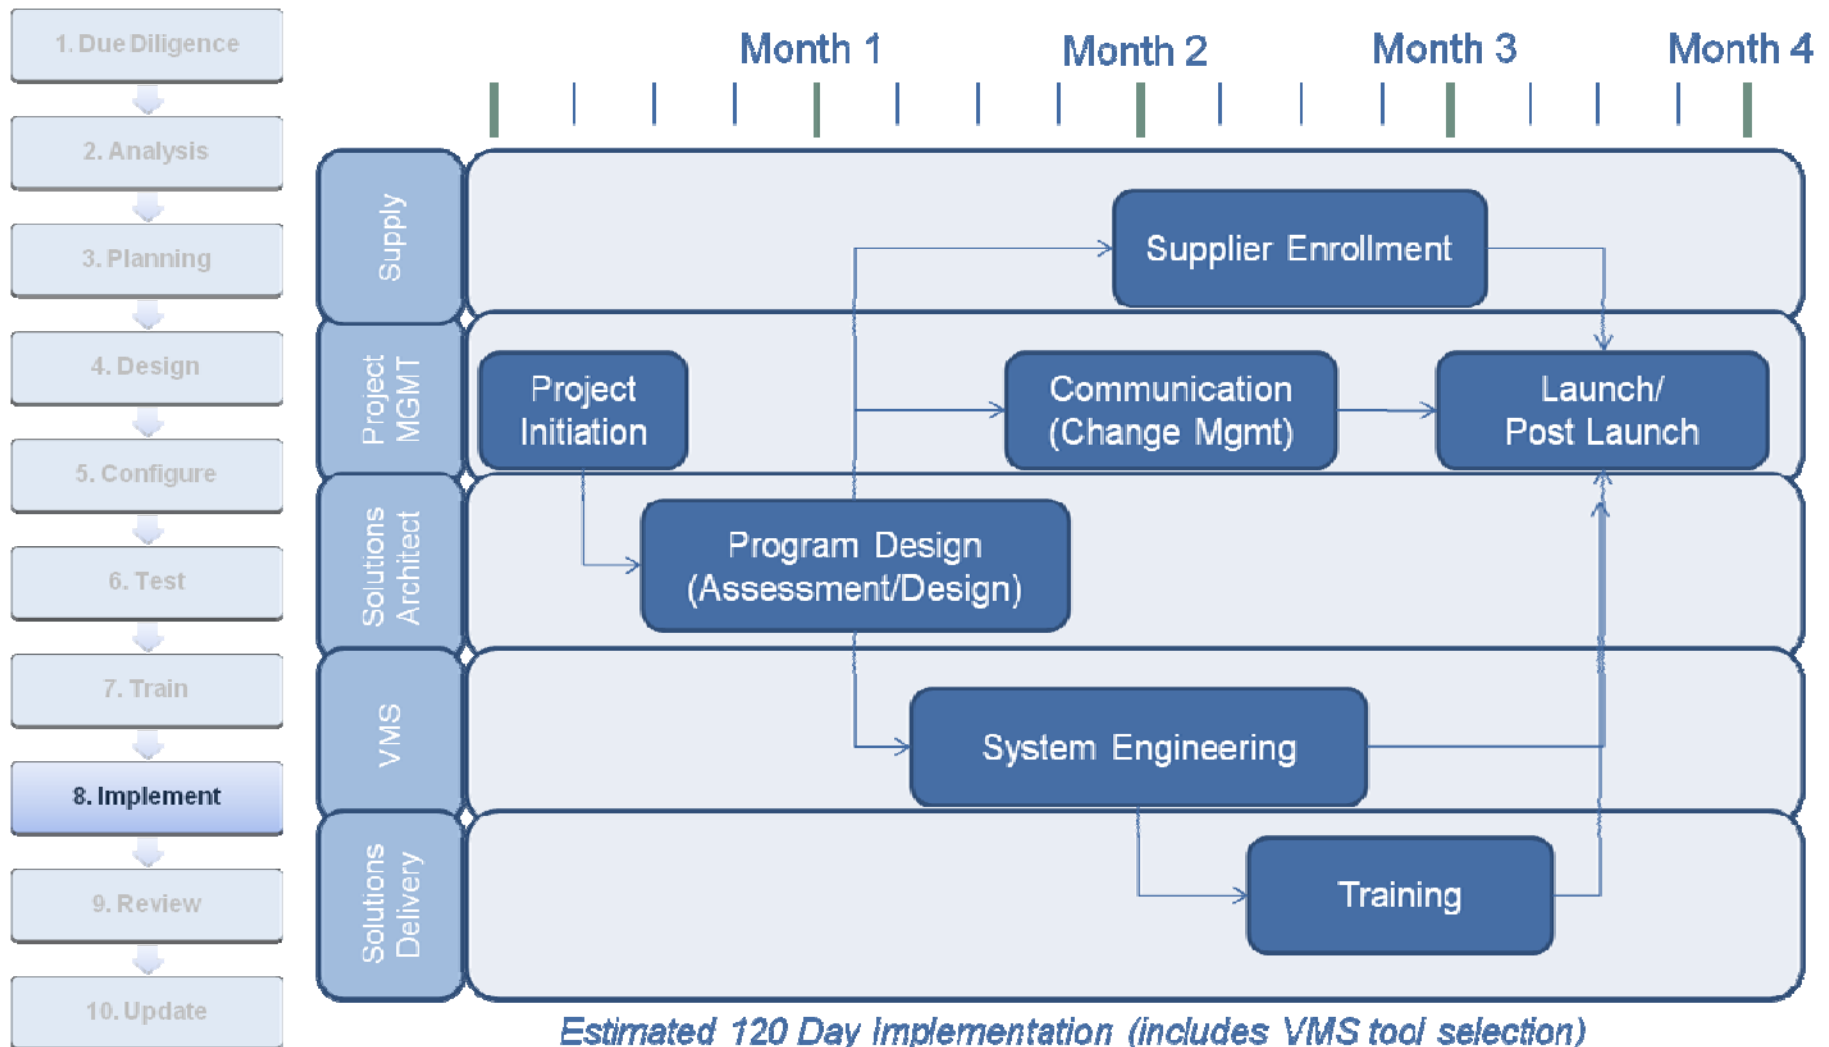 1. Due Diligence
2. Analysis
3. Planning
4. Design
5. Configure
6. Test
7. Train
8. Implement
9. Review
10. Update
Month 1
Month 2
Month 3
Month 4
Supply
Supplier Enrollment
Project
MGMT
Project
Initiation
Communication
(Change Mgmt)
Launch/
Post Launch
Solutions
Architect
Program Design
(Assessment/Design)
VMS
System Engineering
Solutions
Delivery
Training
Estimated 120 Day Implementation (includes VMS tool selection)